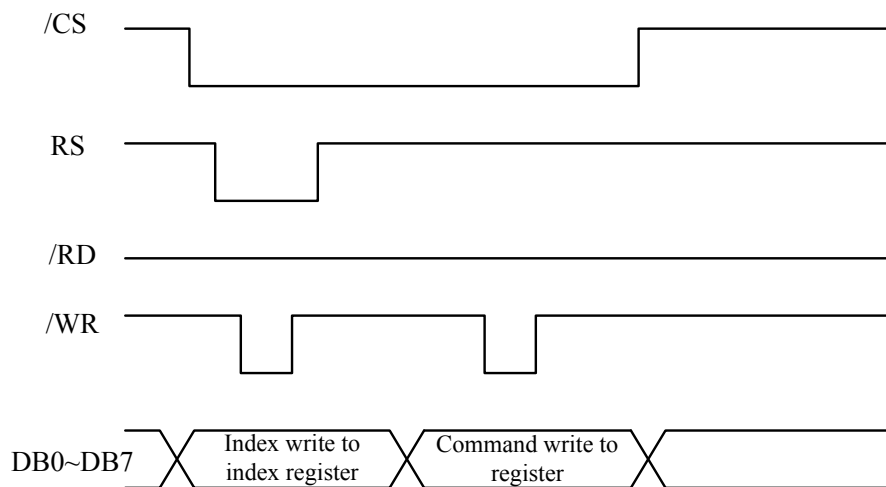 /CS
RS
/RD
/WR
DB0~DB7
Index write to
index register
Command write to
register